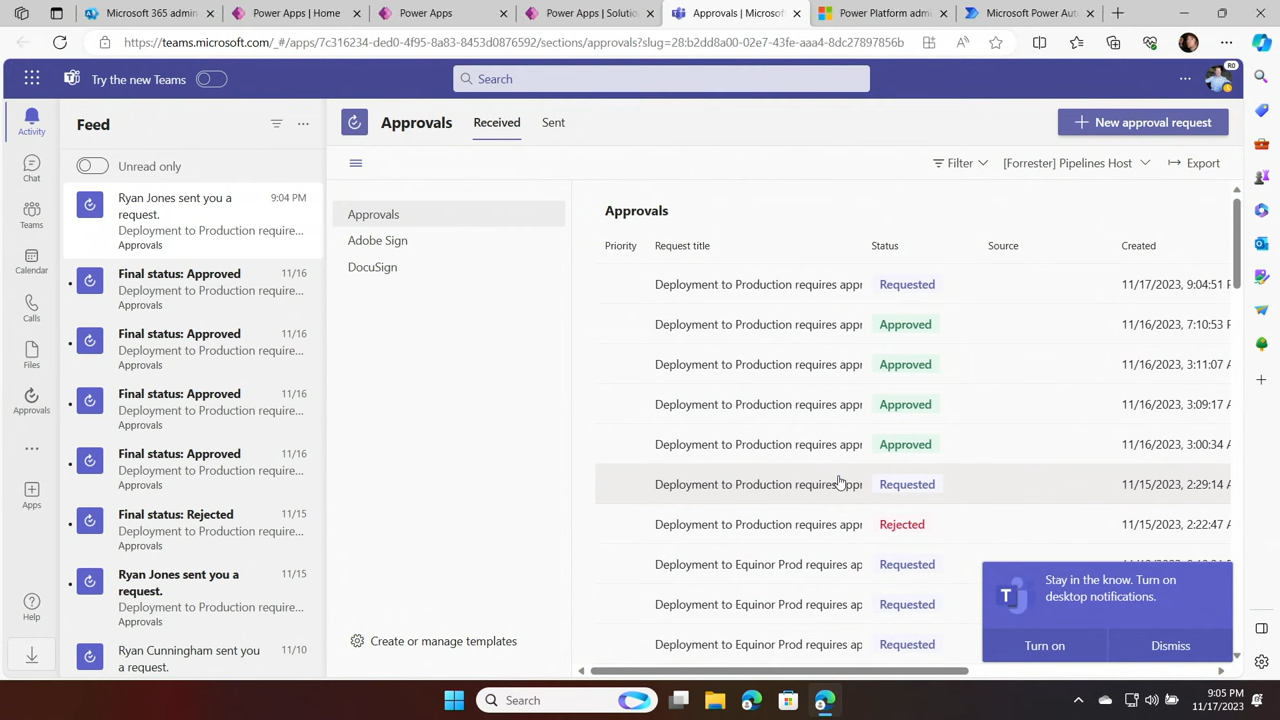 Microsoft 365 admin
Power Apps | Home
Power Apps
Power Apps | Solutio
Approvals | Microsof
Power Platform admi
Microsoft Power Aut
https://teams.microsoft.com/_#/apps/7c316234-ded0-4f95-8a83-8453d0876592/sections/approvals?slug=28:b2dd8a00-02e7-43fe-aaa4-8dc27897856b
Try the new Teams
Search
R0
Activity
Chat
Teams
Calendar
Calls
Files
Approvals
Apps
Help
Feed
Unread only
Ryan Jones sent you a request.
9:04 PM
Deployment to Production require...
Approvals
Final status: Approved
11/16
Deployment to Production require...
Approvals
Final status: Approved
11/16
Deployment to Production require...
Approvals
Final status: Approved
11/16
Deployment to Production require...
Approvals
Final status: Approved
11/16
Deployment to Production require...
Approvals
Final status: Rejected
11/15
Deployment to Production require...
Approvals
Ryan Jones sent you a request.
11/15
Deployment to Production require...
Approvals
Ryan Cunningham sent you a request.
11/10
Approvals
Received
Sent
New approval request
Filter
[Forrester] Pipelines Host
Export
Approvals
Adobe Sign
DocuSign
Create or manage templates
Approvals
Priority
Request title
Status
Source
Created
Deployment to Production requires appr
Requested
11/17/2023, 9:04:51 P
Deployment to Production requires appr
Approved
11/16/2023, 7:10:53 P
Deployment to Production requires appr
Approved
11/16/2023, 3:11:07 A
Deployment to Production requires appr
Approved
11/16/2023, 3:09:17 A
Deployment to Production requires appr
Approved
11/16/2023, 3:00:34 A
Deployment to Production requires appr
Requested
11/15/2023, 2:29:14 A
Deployment to Production requires appr
Rejected
11/15/2023, 2:22:47 A
Deployment to Equinor Prod requires ap
Requested
Deployment to Equinor Prod requires ap
Requested
Deployment to Equinor Prod requires ap
Requested
Stay in the know. Turn on
desktop notifications.
Turn on
Dismiss
Search
9:05 PM
11/17/2023